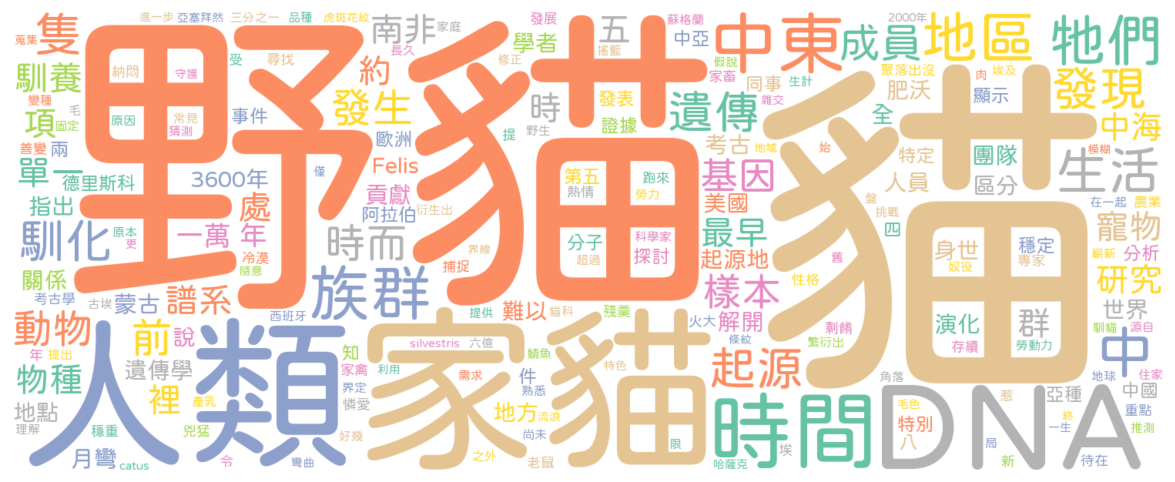 野貓
貓
人類
家貓
DNA
時間
中東
地區
牠們
成員
隻
馴養
項
單一
指出
馴化
關係
蒙古
譜系
動物
物種
地點
理解
月彎
catus
穩重
兇猛
令
彎曲
好幾
前
說
裡
遺傳學
產乳
年
提出
考古學
古埃
原本
更
德里斯科
兩
善變
固定
毛
變種
蒐集
進一步
亞塞拜然
三分之一
品種
虎斑花紋
受
尋找
納悶
守護
原因
常見
猜測
事件
3600年
處
一萬
年
冷漠
隨意
西班牙
族群
時而
阿拉伯
貢獻
Felis
歐洲
發生
約
南非
家庭
長久
僅
衍生出
界線
捕捉
提供
貓科
難以
殘羹
火大
條紋
解開
樣本
起源地
最早
美國
基因
遺傳
考古
地域
雜交
同事
家畜
假說
中亞
蘇格蘭
發展
學者
五
搖籃
修正
時
發表
證據
提
野生
第五
熱情
跑來
勞力
分子
超過
科學家
探討
silvestris
六億
知
家禽
界定
憐愛
利用
需求
件
熟悉
鯖魚
特色
地方
流浪
尚未
之外
老鼠
限
起源
剩餚
繁衍出
性格
舊
始
挑戰
盤
四
全
特定
人員
肥沃
聚落出沒
2000年
生計
肉
埃及
顯示
團隊
區分
發現
中海
模糊
生活
在一起
農業
寵物
嶄新
分析
研究
世界
身世
奴役
穩定
專家
演化
存續
群
勞動力
馴貓
源自
中
住家
地球
中國
亞種
重點
推測
終
一生
待在
新
局
惹
角落
毛色
特別
八
埃
哈薩克